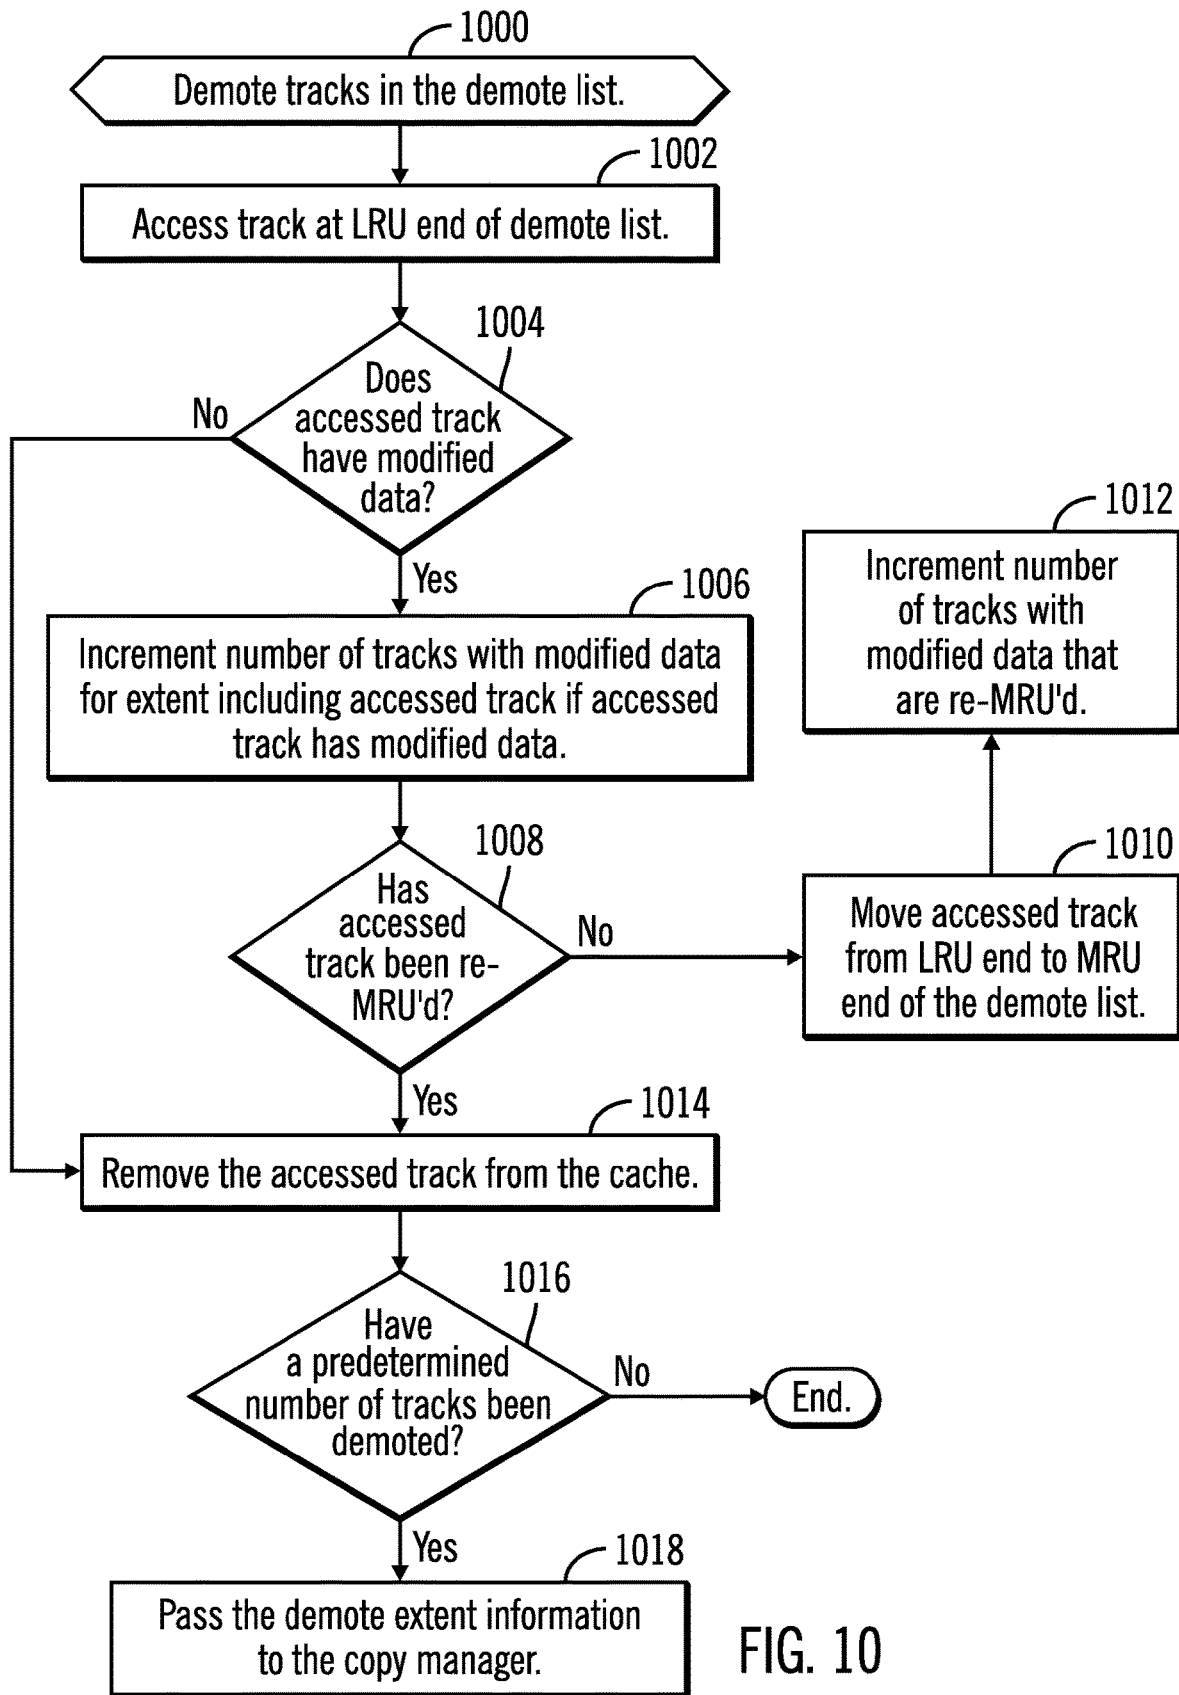 1000
Demote tracks in the demote list.
1002
Access track at LRU end of demote list.
1004
Does
accessed track
have modified
data?
No
Yes
1006
Increment number of tracks with modified data
for extent including accessed track if accessed
track has modified data.
1008
Has
accessed
track been re-
MRU'd?
No
1010
Move accessed track
from LRU end to MRU
end of the demote list.
1012
Increment number
of tracks with
modified data that
are re-MRU'd.
Yes
1014
Remove the accessed track from the cache.
1016
Have
a predetermined
number of tracks been
demoted?
No
End.
Yes
1018
Pass the demote extent information
to the copy manager.
FIG. 10